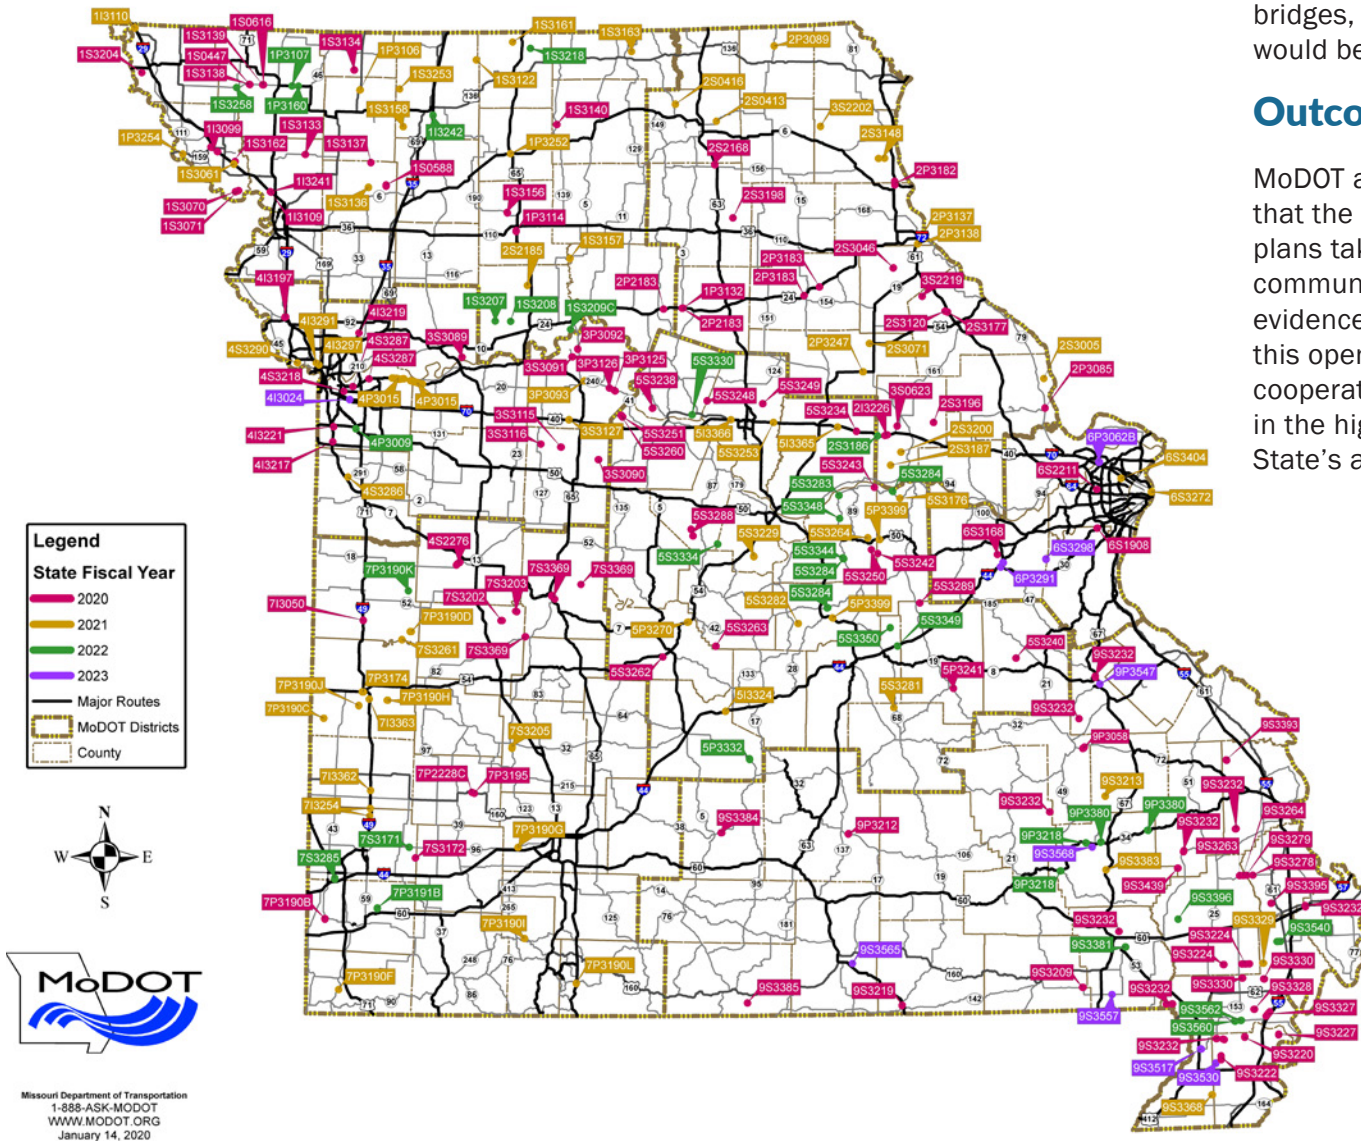 bridges,
would be
Outco
MoDOT a
that the
plans tak
commun
evidence
this oper
cooperat
in the hig
State's a
1I3110
1S0616
1S3139
1S3204
1S0447
1S3138
1P3107
1S3134
1P3106
1S3253
1S3161
1S3218
1S3163
2P3089
1S3122
1S3258
1P3160
1S3158
2S0416
2S0413
3S2202
1P3254
1I3099
1S3133
1S3162
1S3137
1I3242
1S3140
1P3252
2S2168
2S3148
1S3061
1I3241
1S0588
1S3136
1S3156
2S3198
2P3182
1S3070
1S3071
1I3109
1P3114
2P3137
2P3138
1S3157
2S2185
2S3046
2P3183
2P3183
4I3197
2P2183
1P3132
3S2219
1S3207
1S3208
1S3209C
2P2183
2S3120
2S3177
4I3291
4I3219
4S3287
4I3297
4S3290
4S3287
3S3089
3P3092
3P3125
3S3091
3P3126
5S3330
2P3247
2S3071
2S3005
2P3085
4S3218
4I3024
4P3015
4P3015
3P3093
5S3238
5S3248
5S3249
3S0623
2I3226
2S3196
4I3221
4P3009
3S3115
3S3116
3S3127
5S3251
5S3260
5I3366
5S3253
5I3365
5S3234
2S3186
2S3200
2S3187
6P3062B
6S3404
4I3217
3S3090
5S3243
5S3284
6S2211
6S3272
4S3286
5S3283
5S3348
5S3176
5P3399
5S3264
5S3288
4S2276
5S3334
5S3229
5S3344
5S3284
5S3242
5S3250
6S3168
6S3298
6S1908
6P3291
7P3190K
7S3203
7S3369
7S3369
7S3202
5S3284
5S3282
5P3399
5S3289
7I3050
7P3190D
7S3261
7S3369
5P3270
5S3263
5S3262
5S3349
5S3350
5S3240
5P3241
9S3232
9P3547
7P3190J
7P3174
7P3190H
7P3190C
7I3363
5I3324
5S3281
9S3232
9S3393
7S3205
5P3332
9P3058
7I3362
7P2228C
7P3195
9S3213
9S3232
9S3232
9P3380
9P3380
9S3264
7I3254
7P3190G
9S3384
9P3212
9P3218
9S3568
9S3232
9S3263
9S3279
9S3278
7S3171
7S3172
7S3285
9S3383
9S3439
9P3218
9S3395
9S3232
7P3190B
7P3191B
9S3396
9S3329
9S3540
7P3190I
9S3232
9S3381
9S3224
9S3224
9S3330
9S3330
9S3328
7P3190F
7P3190L
9S3565
9S3209
9S3232
9S3385
9S3219
9S3557
9S3562
9S3560
9S3327
9S3227
9S3232
9S3220
9S3517
9S3222
9S3530
9S3368
Legend
State Fiscal Year
2020
2021
2022
2023
Major Routes
MoDOT Districts
County
N
W E
S
MoDOT
Missouri Department of Transportation
1-888-ASK-MODOT
WWW.MODOT.ORG
January 14, 2020